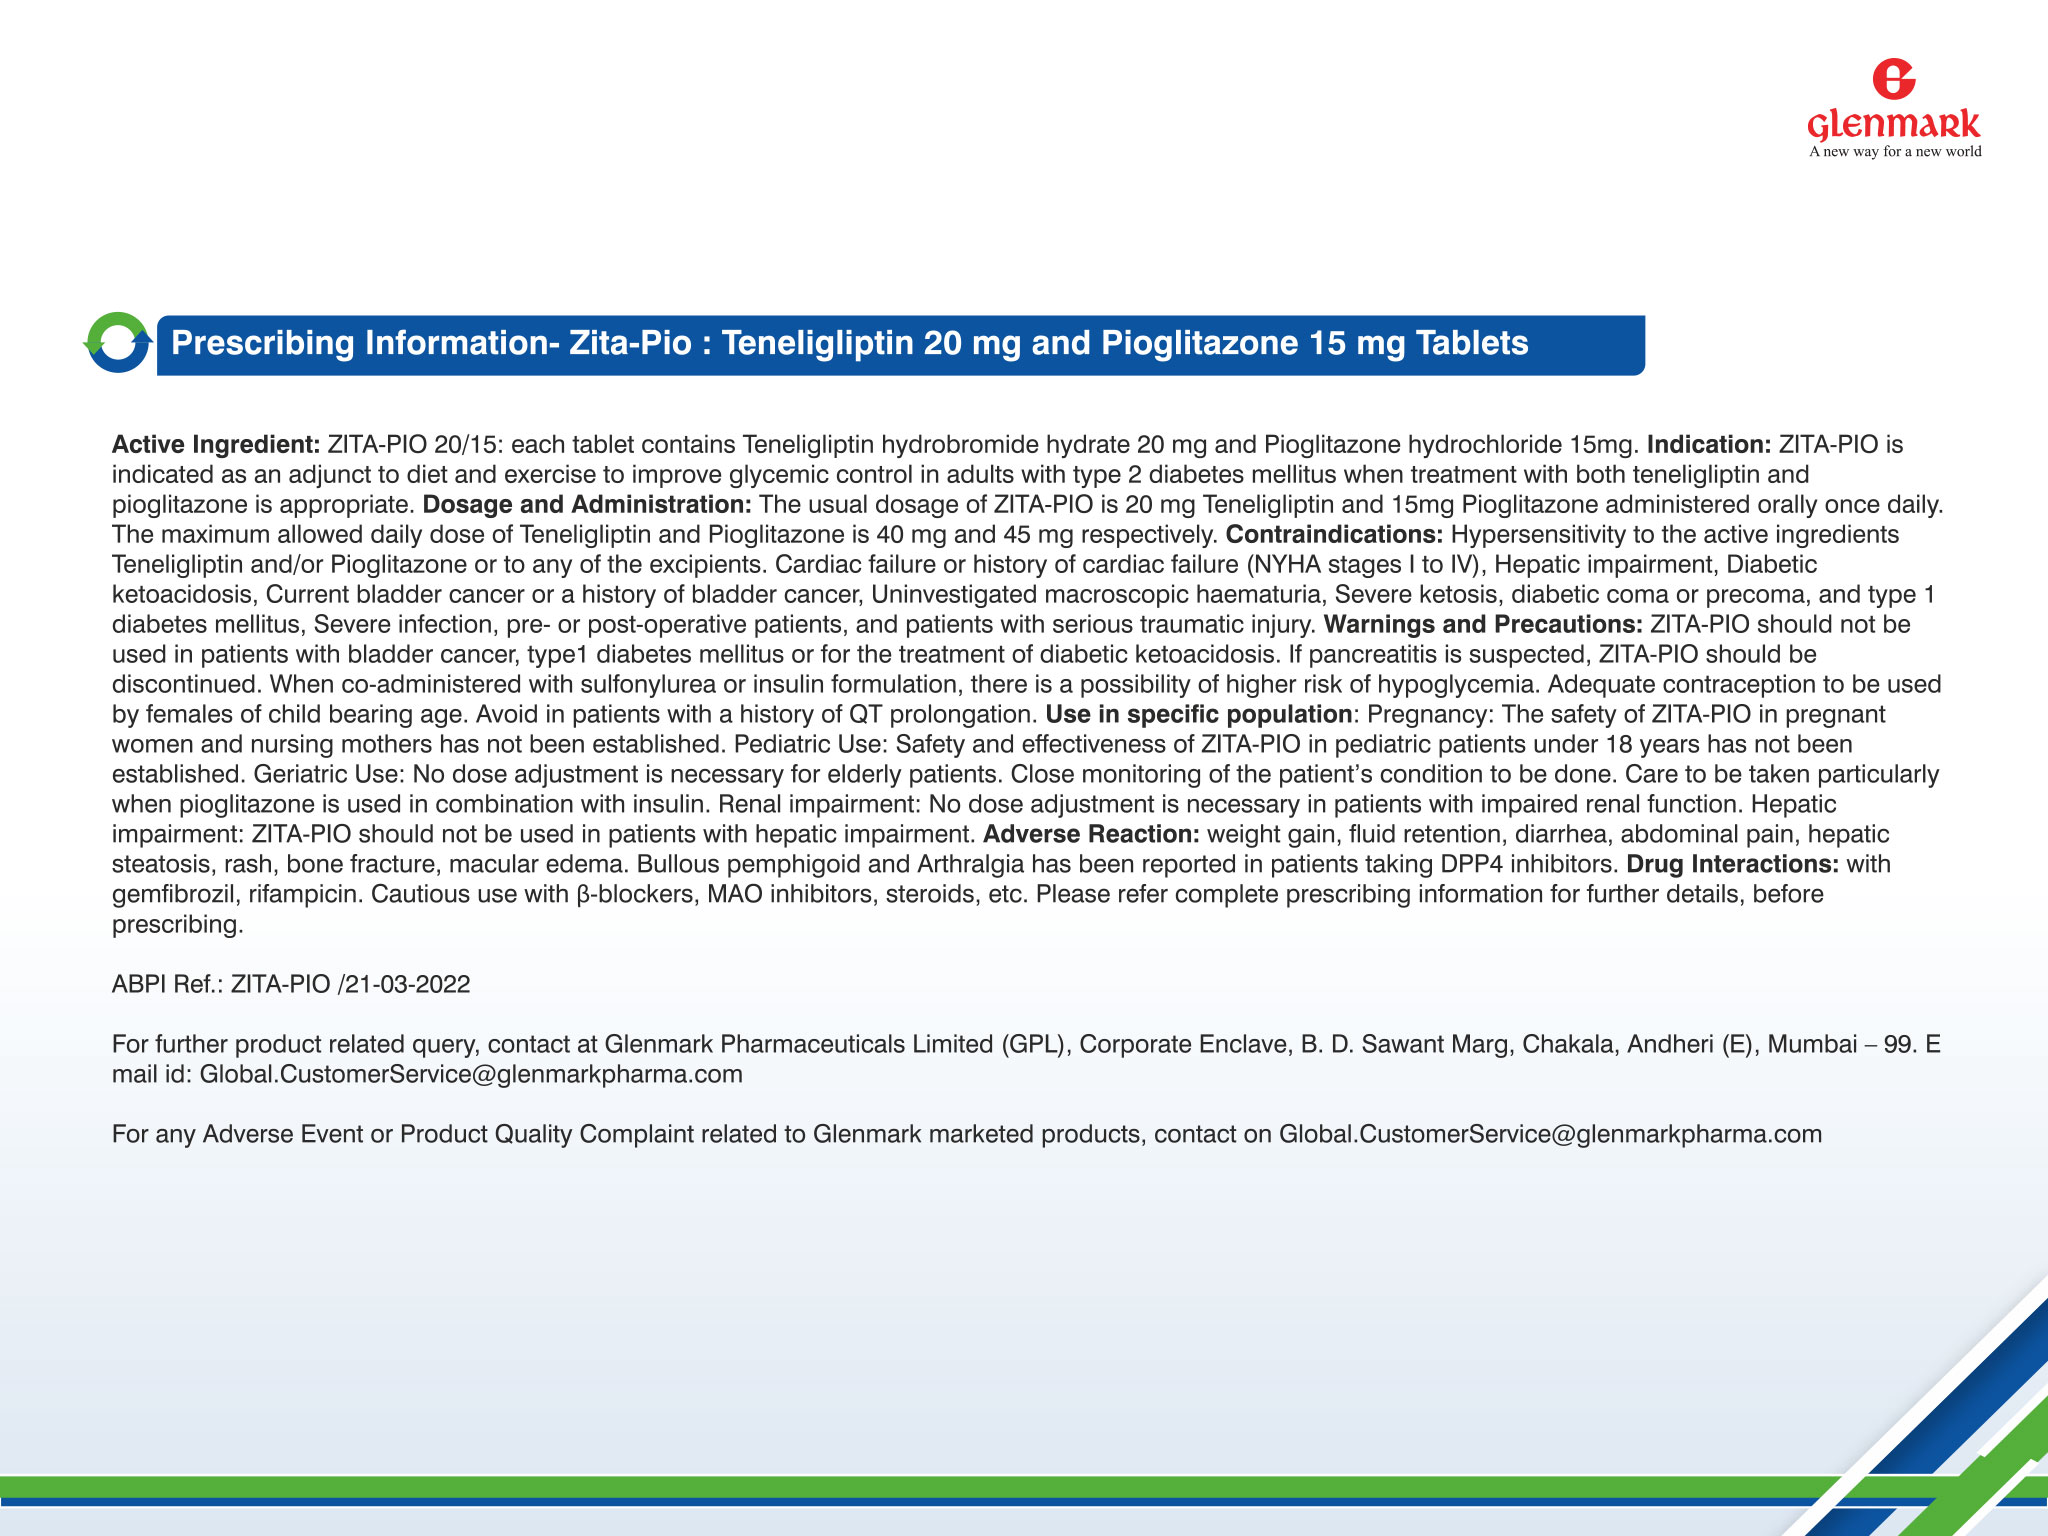 glenmark
A new way for a new world
Prescribing Information- Zita-Pio : Teneligliptin 20 mg and Pioglitazone 15 mg Tablets
Active Ingredient: ZITA-PIO 20/15: each tablet contains Teneligliptin hydrobromide hydrate 20 mg and Pioglitazone hydrochloride 15mg. Indication: ZITA-PIO is
indicated as an adjunct to diet and exercise to improve glycemic control in adults with type 2 diabetes mellitus when treatment with both teneligliptin and
pioglitazone is appropriate. Dosage and Administration: The usual dosage of ZITA-PIO is 20 mg Teneligliptin and 15mg Pioglitazone administered orally once daily.
The maximum allowed daily dose of Teneligliptin and Pioglitazone is 40 mg and 45 mg respectively. Contraindications: Hypersensitivity to the active ingredients
Teneligliptin and/or Pioglitazone or to any of the excipients. Cardiac failure or history of cardiac failure (NYHA stages I to IV), Hepatic impairment, Diabetic
ketoacidosis, Current bladder cancer or a history of bladder cancer, Uninvestigated macroscopic haematuria, Severe ketosis, diabetic coma or precoma, and type 1
diabetes mellitus, Severe infection, pre- or post-operative patients, and patients with serious traumatic injury. Warnings and Precautions: ZITA-PIO should not be
used in patients with bladder cancer, type1 diabetes mellitus or for the treatment of diabetic ketoacidosis. If pancreatitis is suspected, ZITA-PIO should be
discontinued. When co-administered with sulfonylurea or insulin formulation, there is a possibility of higher risk of hypoglycemia. Adequate contraception to be used
by females of child bearing age. Avoid in patients with a history of QT prolongation. Use in specific population: Pregnancy: The safety of ZITA-PIO in pregnant
women and nursing mothers has not been established. Pediatric Use: Safety and effectiveness of ZITA-PIO in pediatric patients under 18 years has not been
established. Geriatric Use: No dose adjustment is necessary for elderly patients. Close monitoring of the patient’s condition to be done. Care to be taken particularly
when pioglitazone is used in combination with insulin. Renal impairment: No dose adjustment is necessary in patients with impaired renal function. Hepatic
impairment: ZITA-PIO should not be used in patients with hepatic impairment. Adverse Reaction: weight gain, fluid retention, diarrhea, abdominal pain, hepatic
steatosis, rash, bone fracture, macular edema. Bullous pemphigoid and Arthralgia has been reported in patients taking DPP4 inhibitors. Drug Interactions: with
gemfibrozil, rifampicin. Cautious use with β-blockers, MAO inhibitors, steroids, etc. Please refer complete prescribing information for further details, before
prescribing.
ABPI Ref.: ZITA-PIO /21-03-2022
For further product related query, contact at Glenmark Pharmaceuticals Limited (GPL), Corporate Enclave, B. D. Sawant Marg, Chakala, Andheri (E), Mumbai – 99. E
mail id: Global.CustomerService@glenmarkpharma.com
For any Adverse Event or Product Quality Complaint related to Glenmark marketed products, contact on Global.CustomerService@glenmarkpharma.com